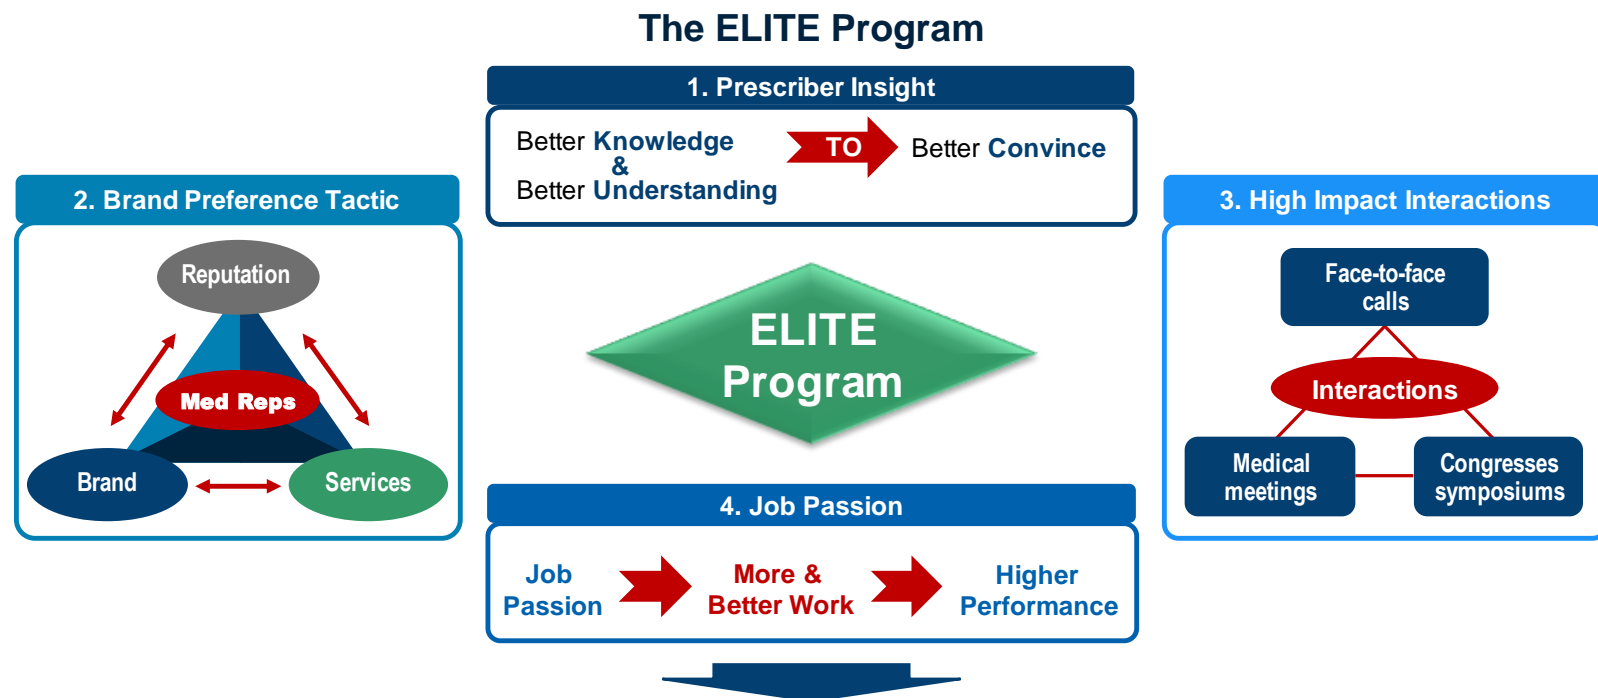 The ELITE Program
1. Prescriber Insight
Better Knowledge
&
Better Understanding
TO
Better Convince
2. Brand Preference Tactic
Reputation
Med Reps
Brand
Services
ELITE
Program
3. High Impact Interactions
Face-to-face
calls
Interactions
Medical
meetings
Congresses
symposiums
4. Job Passion
Job
Passion
More &
Better Work
Higher
Performance